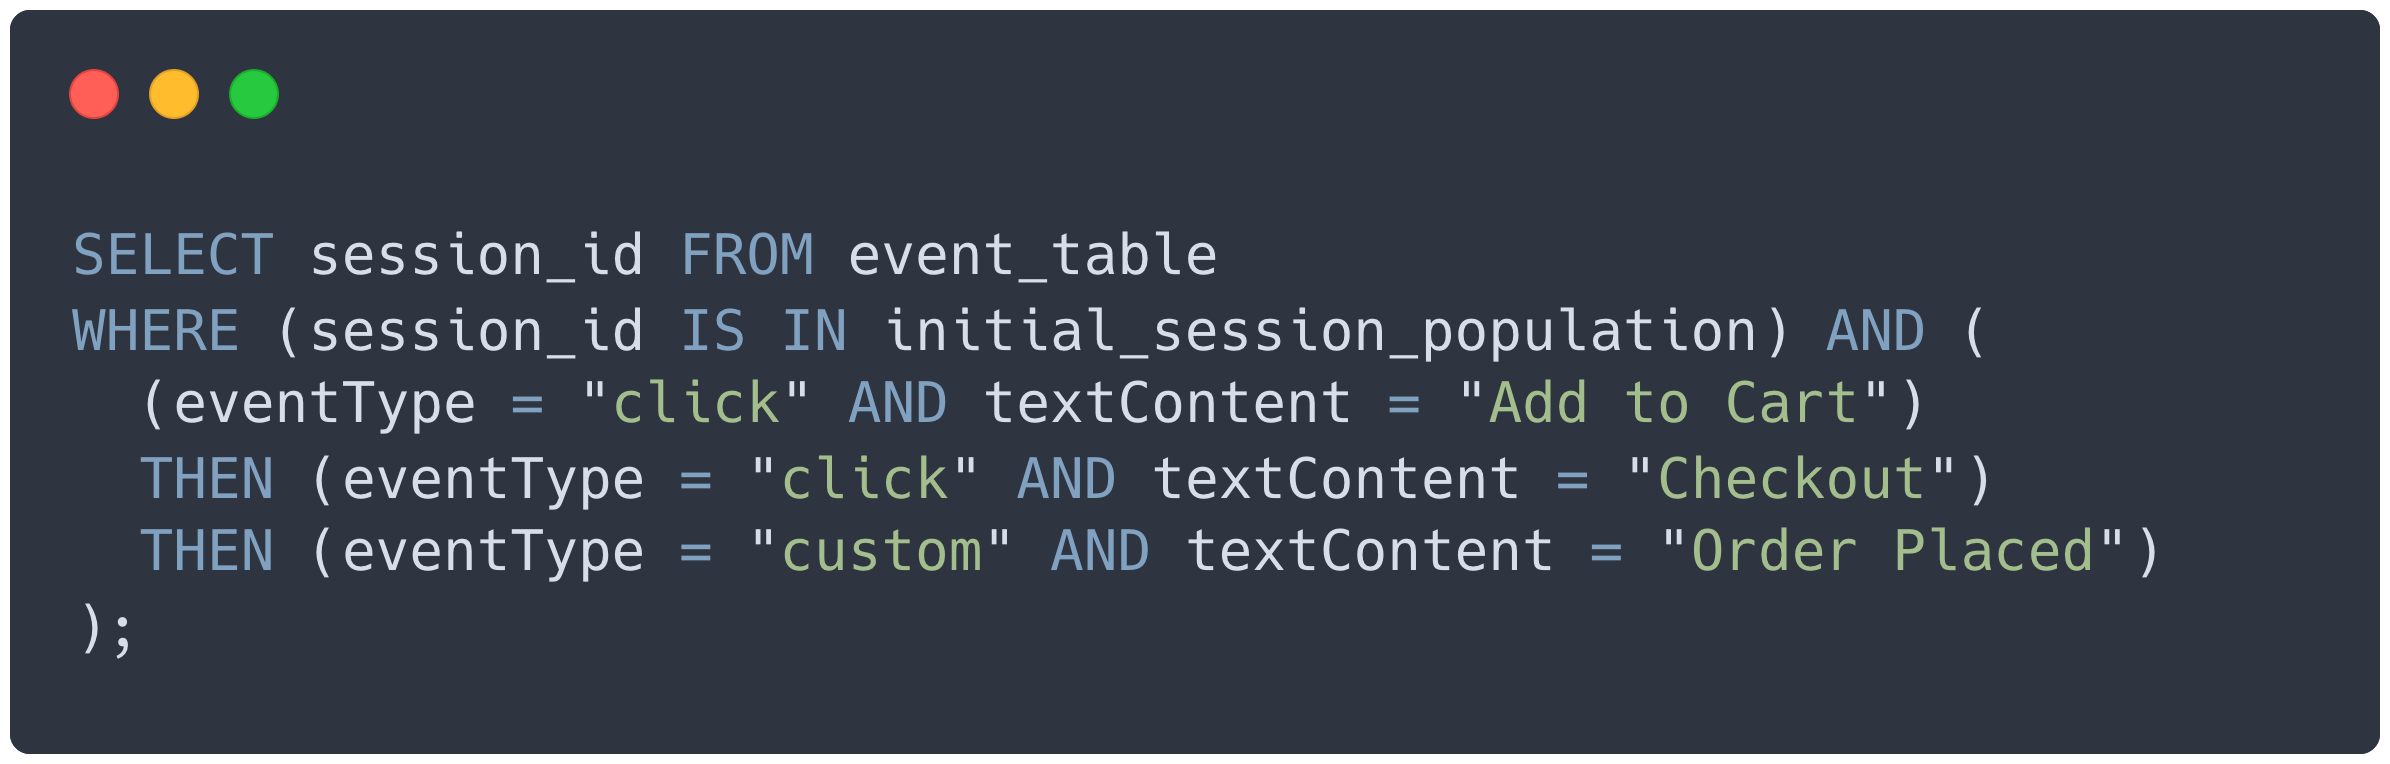 SELECT session_id FROM event_table
WHERE (session_id IS IN initial_session_population) AND (
  (eventType = "click" AND textContent = "Add to Cart")
  THEN (eventType = "click" AND textContent = "Checkout")
  THEN (eventType = "custom" AND textContent = "Order Placed")
);